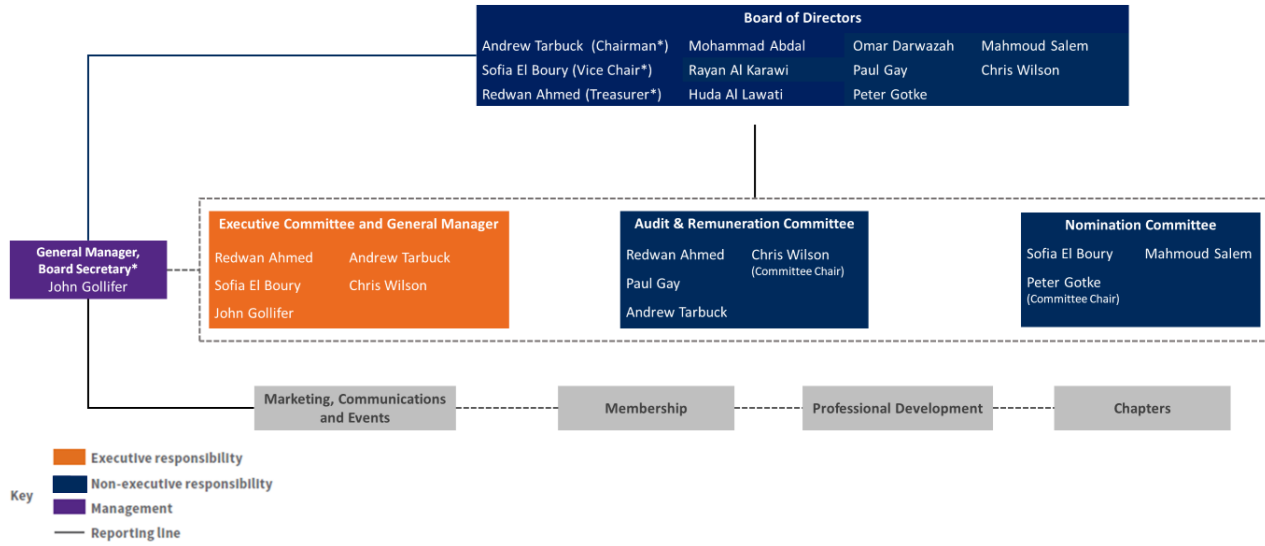 Board of Directors
Andrew Tarbuck (Chairman*) Mohammad Abdal Omar Darwazah Mahmoud Salem
Sofia El Boury (Vice Chair*) Rayan Al Karawi Paul Gay Chris Wilson
Redwan Ahmed (Treasurer*) Huda Al Lawati Peter Gotke
General Manager,
Board Secretary*
John Gollifer
Executive Committee and General Manager
Redwan Ahmed Andrew Tarbuck
Sofia El Boury Chris Wilson
John Gollifer
Audit & Remuneration Committee
Redwan Ahmed Chris Wilson
(Committee Chair)
Paul Gay
Andrew Tarbuck
Nomination Committee
Sofia El Boury Mahmoud Salem
Peter Gotke
(Committee Chair)
Marketing, Communications
and Events
Membership
Professional Development
Chapters
Key
Executive responsibility
Non-executive responsibility
Management
Reporting line